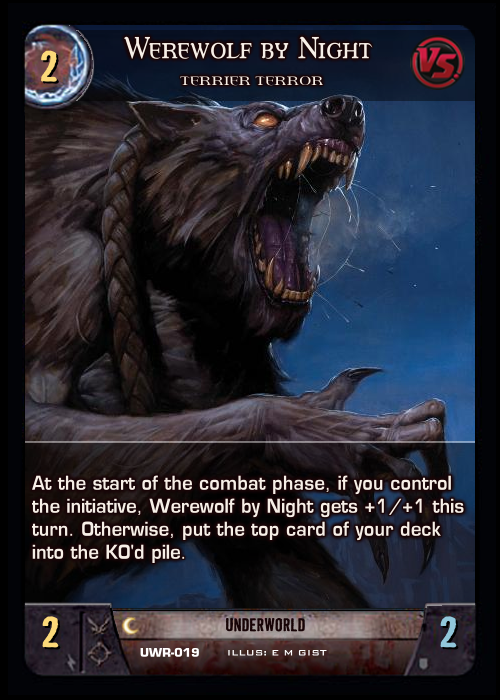 2
Werewolf by Night
VS
TERRIER TERROR
At the start of the combat phase, if you control
the initiative, Werewolf by Night gets +1/+1 this
turn. Otherwise, put the top card of your deck
into the KO'd pile.
2
UNDERWORLD
2
UWR-019 ILLUS: E M GIST